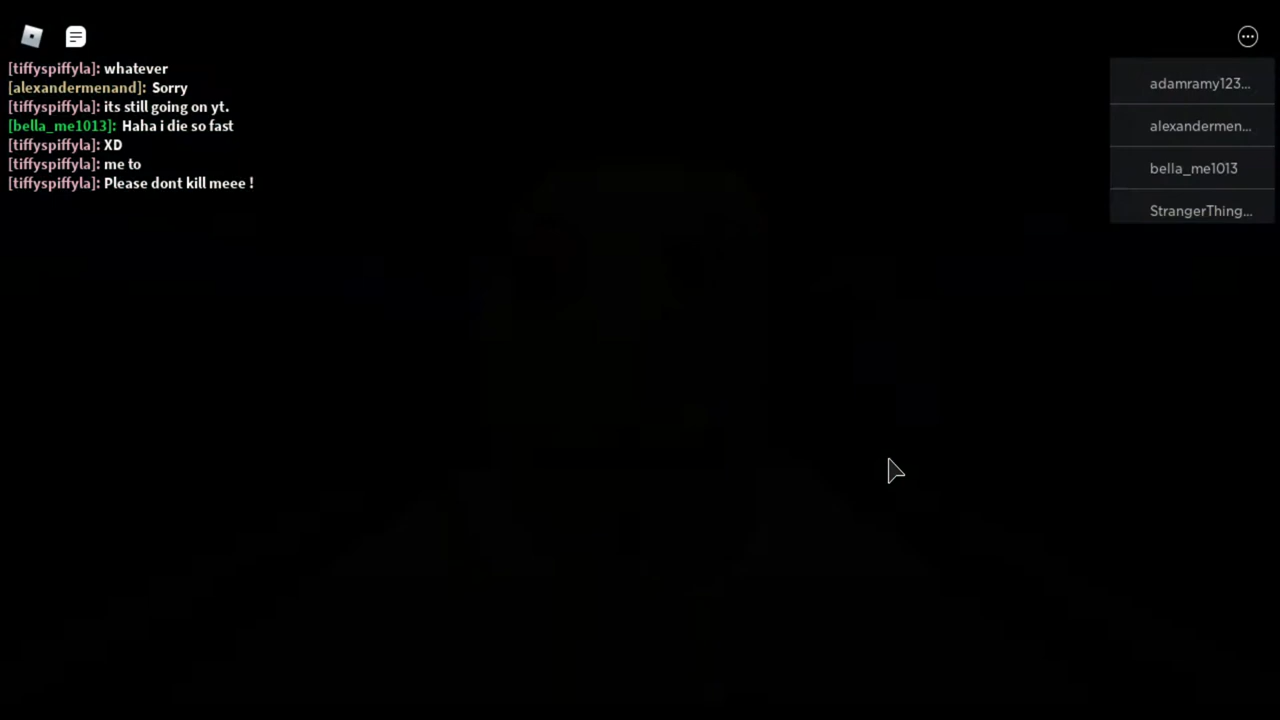 [tiffyspiffyla]: whatever
[alexandermenand]: Sorry
[tiffyspiffyla]: its still going on yt.
[bella_me1013]: Haha i die so fast
[tiffyspiffyla]: XD
[tiffyspiffyla]: me to
[tiffyspiffyla]: Please dont kill meee !
adamramy123...
alexandermen...
bella_me1013
StrangerThing...